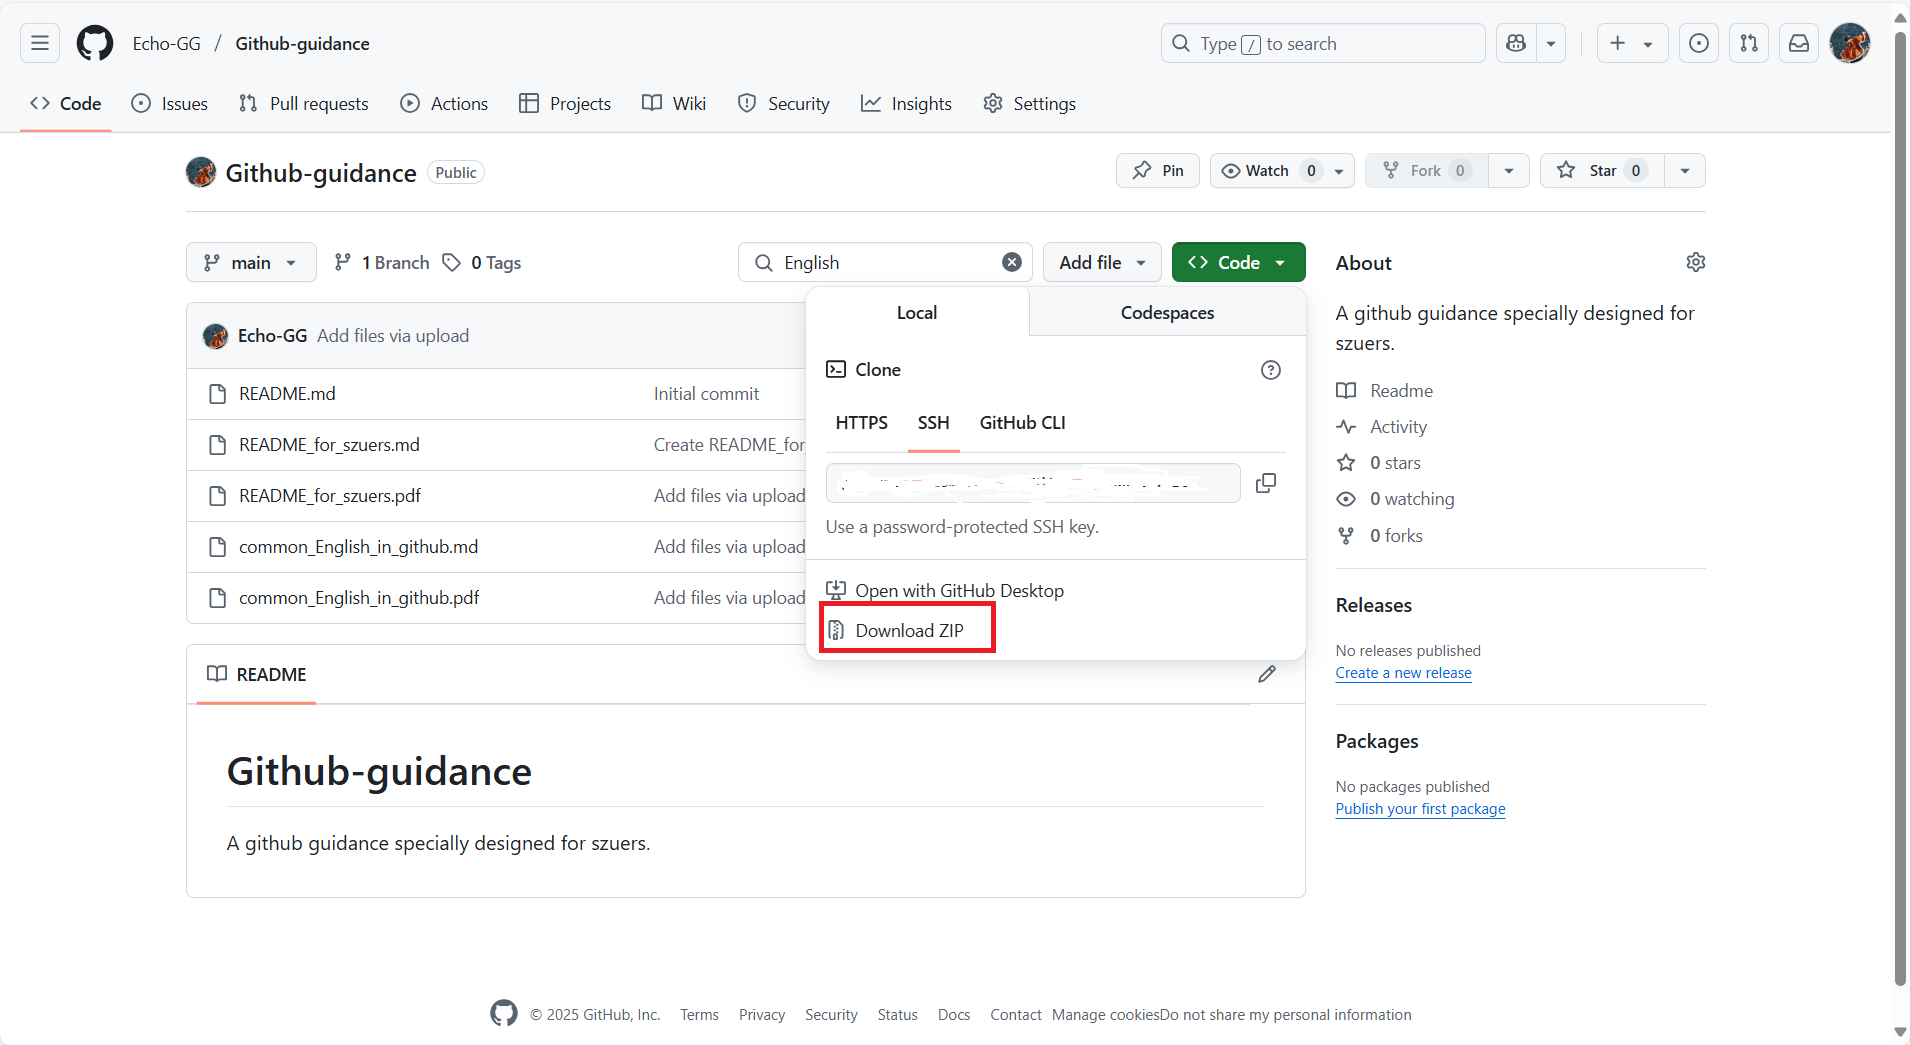 Echo-GG / Github-guidance
Type / to search
Code Issues Pull requests Actions Projects Wiki Security Insights Settings
Github-guidance Public
Pin Watch 0 Fork 0 Star 0
main 1 Branch 0 Tags
English Add file Code
Local Codespaces
Clone
HTTPS SSH GitHub CLI
Use a password-protected SSH key.
Open with GitHub Desktop
Download ZIP
Echo-GG Add files via upload
README.md Initial commit
README_for_szuers.md Create README_for_
README_for_szuers.pdf Add files via upload
common_English_in_github.md Add files via upload
common_English_in_github.pdf Add files via upload
README
Github-guidance
A github guidance specially designed for szuers.
About
A github guidance specially designed for
szuers.
Readme
Activity
0 stars
0 watching
0 forks
Releases
No releases published
Create a new release
Packages
No packages published
Publish your first package
© 2025 GitHub, Inc. Terms Privacy Security Status Docs Contact Manage cookies Do not share my personal information